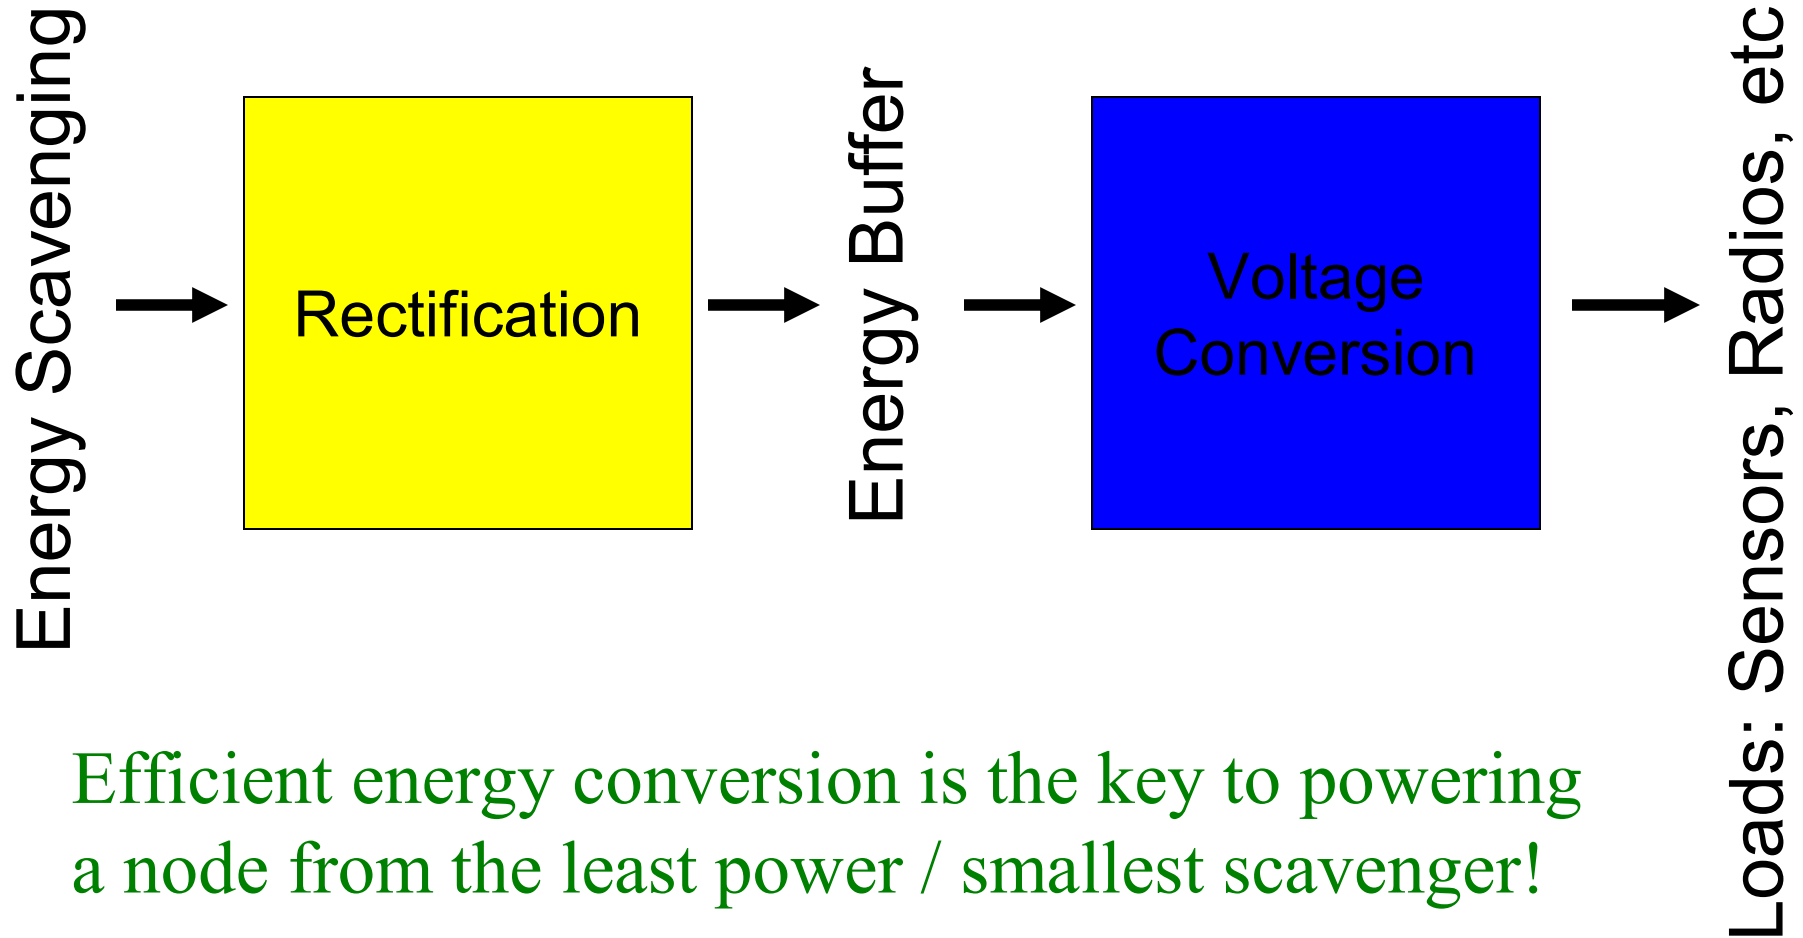 Energy Scavenging
Rectification
Energy Buffer
Voltage
Conversion
Loads: Sensors, Radios, etc
Efficient energy conversion is the key to powering
a node from the least power / smallest scavenger!